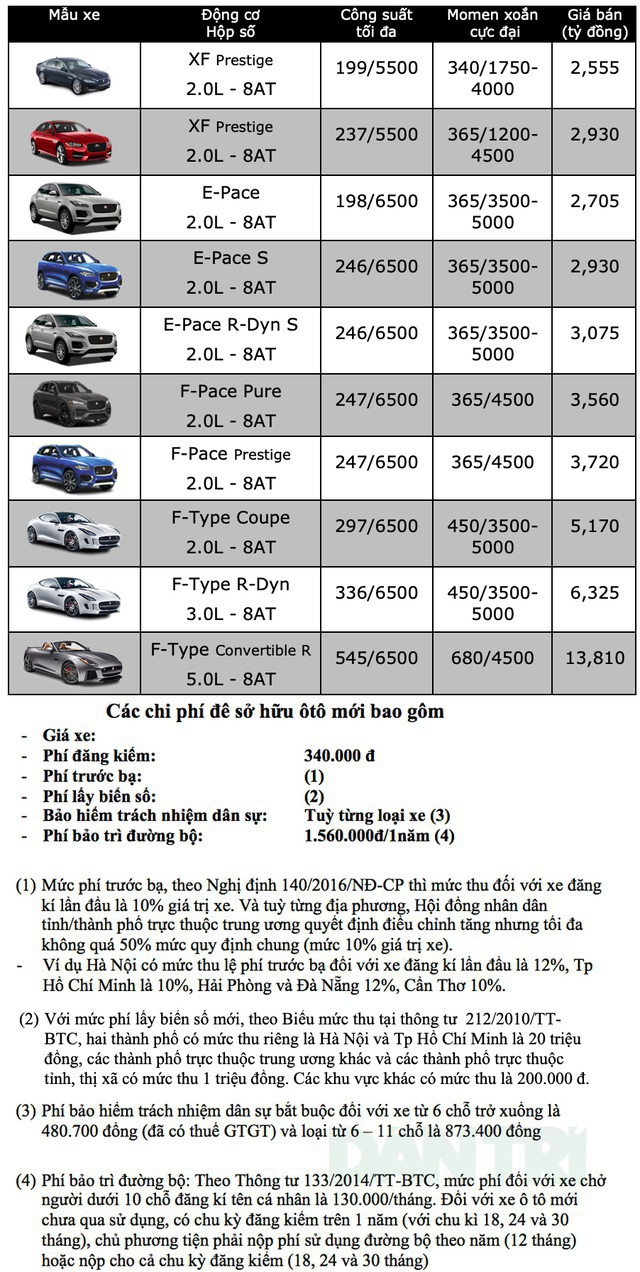 Mẫu xe Động cơ Hộp số Công suất tối đa Momen xoắn cực đại Giá bán (tỷ đồng)
XF Prestige 2.0L - 8AT 199/5500 340/1750-4000 2,555
XF Prestige 2.0L - 8AT 237/5500 365/1200-4500 2,930
E-Pace 2.0L - 8AT 198/6500 365/3500-5000 2,705
E-Pace S 2.0L - 8AT 246/6500 365/3500-5000 2,930
E-Pace R-Dyn S 2.0L - 8AT 246/6500 365/3500-5000 3,075
F-Pace Pure 2.0L - 8AT 247/6500 365/4500 3,560
F-Pace Prestige 2.0L - 8AT 247/6500 365/4500 3,720
F-Type Coupe 2.0L - 8AT 297/6500 450/3500-5000 5,170
F-Type R-Dyn 3.0L - 8AT 336/6500 450/3500-5000 6,325
F-Type Convertible R 5.0L - 8AT 545/6500 680/4500 13,810
Các chi phí để sở hữu ôtô mới bao gồm
- Giá xe:
- Phí đăng kiểm: 340.000 đ
- Phí trước bạ: (1)
- Phí lấy biển số: (2)
- Bảo hiểm trách nhiệm dân sự: Tuỳ từng loại xe (3)
- Phí bảo trì đường bộ: 1.560.000đ/1năm (4)
(1) Mức phí trước bạ, theo Nghị định 140/2016/NĐ-CP thì mức thu đối với xe đăng
kí lần đầu là 10% giá trị xe. Và tuỳ từng địa phương, Hội đồng nhân dân
tỉnh/thành phố trực thuộc trung ương quyết định điều chỉnh tăng nhưng tối đa
không quá 50% mức quy định chung (mức 10% giá trị xe).
- Ví dụ Hà Nội có mức thu lệ phí trước bạ đối với xe đăng kí lần đầu là 12%, Tp
Hồ Chí Minh là 10%, Hải Phòng và Đà Nẵng 12%, Cần Thơ 10%.
(2) Với mức phí lấy biển số mới, theo Biểu mức thu tại thông tư 212/2010/TT-
BTC, hai thành phố có mức thu riêng là Hà Nội và Tp Hồ Chí Minh là 20 triệu
đồng, các thành phố trực thuộc trung ương khác và các thành phố trực thuộc
tỉnh, thị xã có mức thu 1 triệu đồng. Các khu vực khác có mức thu là 200.000 đ.
(3) Phí bảo hiểm trách nhiệm dân sự bắt buộc đối với xe từ 6 chỗ trở xuống là
480.700 đồng (đã có thuế GTGT) và loại từ 6 – 11 chỗ là 873.400 đồng
DÂN TRÍ
(4) Phí bảo trì đường bộ: Theo Thông tư 133/2014/TT-BTC, mức phí đối với xe chở
người dưới 10 chỗ đăng kí tên cá nhân là 130.000/tháng. Đối với xe ô tô mới
chưa qua sử dụng, có chu kỳ đăng kiểm trên 1 năm (với chu kì 18, 24 và 30
tháng), chủ phương tiện phải nộp phí sử dụng đường bộ theo năm (12 tháng)
hoặc nộp cho cả chu kỳ đăng kiểm (18, 24 và 30 tháng)